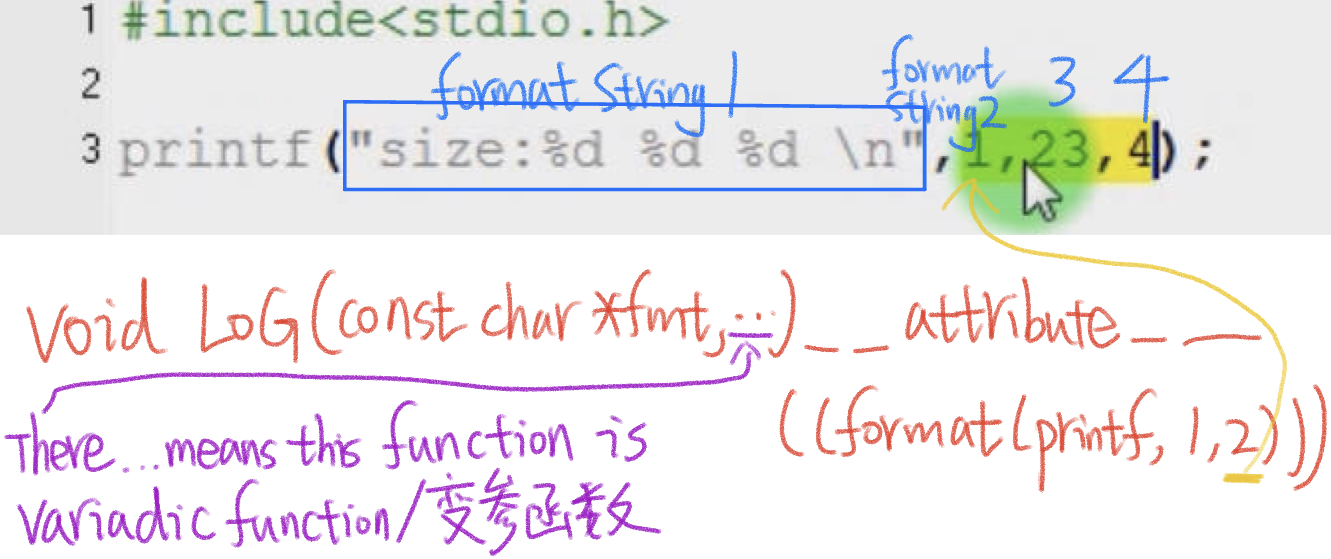 1 #include<stdio.h>
2
format String 1 format String2 3 4
3 printf("size:%d %d %d \n",1,23,4);
void LOG(const char *fmt,...)__attribute__
((format(printf, 1,2)))
There...means this function is
variadic function/变参函数